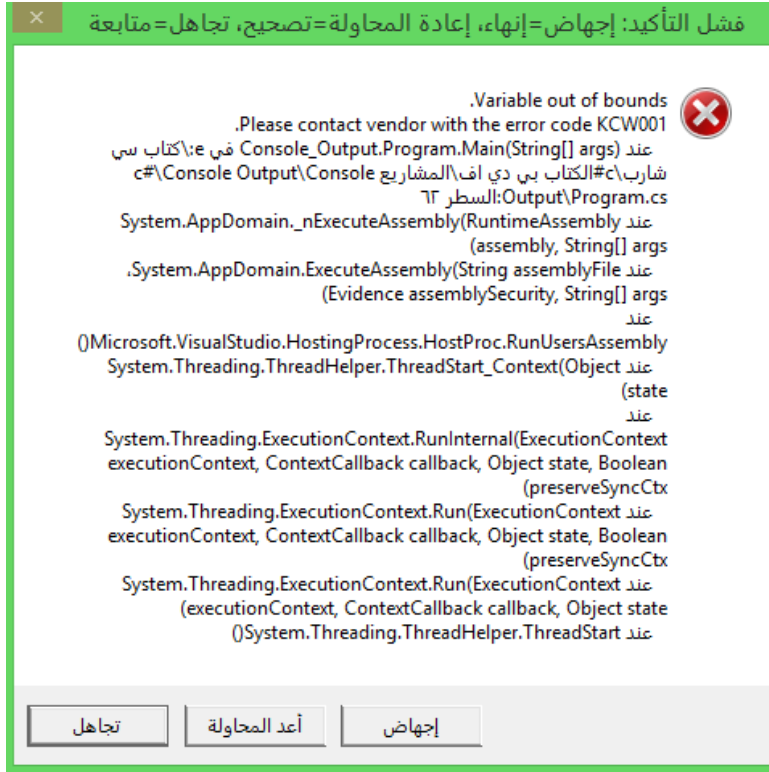 فشل التأكيد: إجهاض=إنهاء، إعادة المحاولة=تصحيح، تجاهل=متابعة
.Variable out of bounds
.Please contact vendor with the error code KCW001
عند Console_Output.Program.Main(String[] args) في e:\كتاب سي
شارب\c#الكتاب بي دي اف\المشاريع c#\Console Output\Console
Output\Program.cs:السطر ٦٢
عند System.AppDomain._nExecuteAssembly(RuntimeAssembly
(assembly, String[] args
عند System.AppDomain.ExecuteAssembly(String assemblyFile،
(Evidence assemblySecurity, String[] args
عند
()Microsoft.VisualStudio.HostingProcess.HostProc.RunUsersAssembly
عند System.Threading.ThreadHelper.ThreadStart_Context(Object
(state
عند
System.Threading.ExecutionContext.RunInternal(ExecutionContext
executionContext, ContextCallback callback, Object state, Boolean
(preserveSyncCtx
عند System.Threading.ExecutionContext.Run(ExecutionContext
executionContext, ContextCallback callback, Object state, Boolean
(preserveSyncCtx
عند System.Threading.ExecutionContext.Run(ExecutionContext
(executionContext, ContextCallback callback, Object state
عند System.Threading.ThreadHelper.ThreadStart()
إجهاض
أعد المحاولة
تجاهل